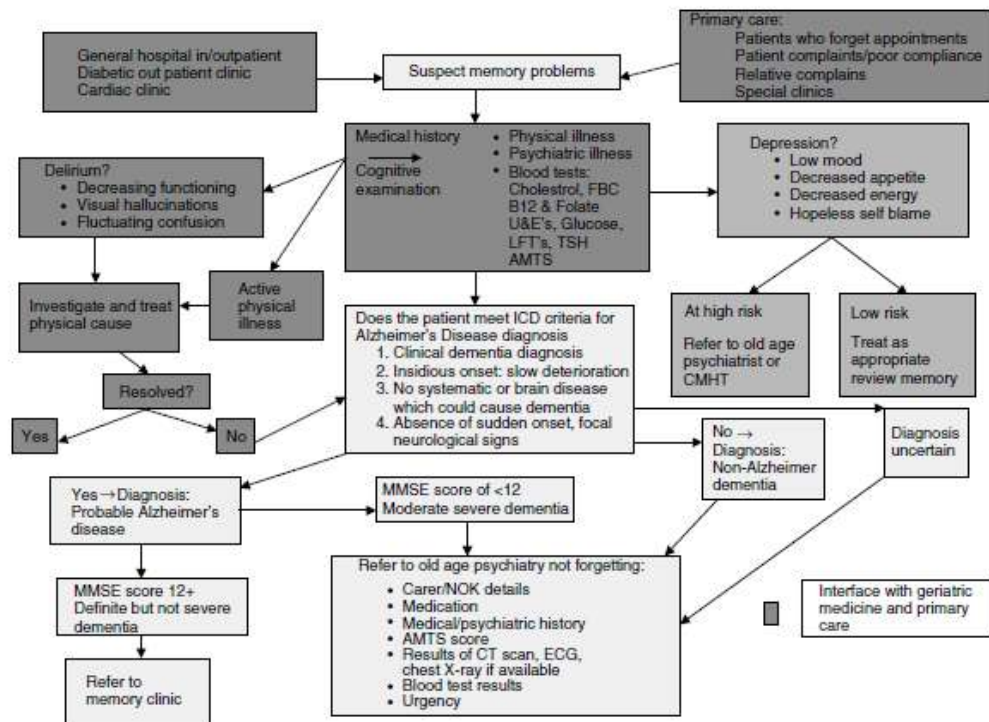 General hospital in/outpatient
Diabetic out patient clinic
Cardiac clinic
Suspect memory problems
Primary care:
Patients who forget appointments
Patient complaints/poor compliance
Relative complains
Special clinics
Medical history
→
Cognitive
examination
• Physical illness
• Psychiatric illness
• Blood tests:
Cholestrol, FBC
B12 & Folate
U&E's, Glucose,
LFT's, TSH
AMTS
Delirium?
• Decreasing functioning
• Visual hallucinations
• Fluctuating confusion
Depression?
• Low mood
• Decreased appetite
• Decreased energy
• Hopeless self blame
Investigate and treat
physical cause
Active
physical
illness
Resolved?
Yes
No
Does the patient meet ICD criteria for
Alzheimer's Disease diagnosis
1. Clinical dementia diagnosis
2. Insidious onset: slow deterioration
3. No systematic or brain disease
which could cause dementia
4. Absence of sudden onset, focal
neurological signs
At high risk
Refer to old age
psychiatrist or
CMHT
Low risk
Treat as
appropriate
review memory
No →
Diagnosis:
Non-Alzheimer
dementia
Diagnosis
uncertain
Yes → Diagnosis:
Probable Alzheimer's
disease
MMSE score of <12
Moderate severe dementia
MMSE score 12+
Definite but not severe
dementia
Refer to
memory clinic
Refer to old age psychiatry not forgetting:
• Carer/NOK details
• Medication
• Medical/psychiatric history
• AMTS score
• Results of CT scan, ECG,
chest X-ray if available
• Blood test results
• Urgency
Interface with geriatric
medicine and primary
care